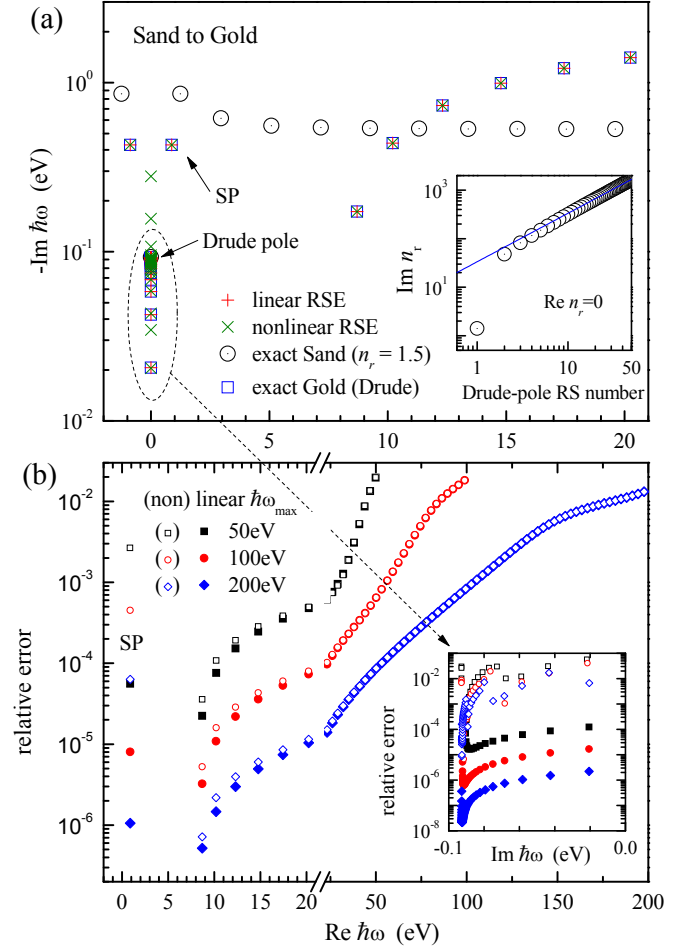 (a)
Sand to Gold
10^0
10^-1
10^-2
-Im ℏω (eV)
SP
Drude pole
+ linear RSE
× nonlinear RSE
exact Sand (n_r = 1.5)
exact Gold (Drude)
10^3
10^1
Im n_r
Re n_r=0
1 10 50
Drude-pole RS number
0 5 10 15 20
(b)
(non) linear ℏω_max
( ) 50eV
( ) 100eV
( ) 200eV
SP
10^-2
10^-3
10^-4
10^-5
10^-6
relative error
10^-2
10^-4
10^-6
10^-8
relative error
-0.1 0.0
Im ℏω (eV)
0 5 10 15 20 50 100 150 200
Re ℏω (eV)